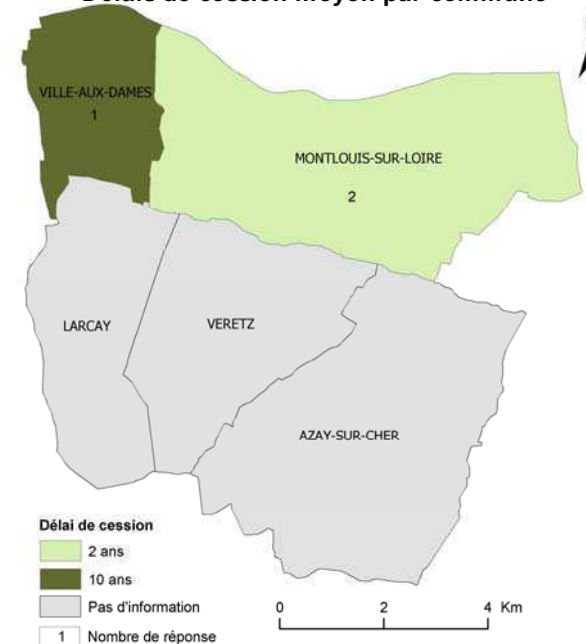 Délais de cession moyen par commune
VILLE-AUX-DAMES
1
MONTLOUIS-SUR-LOIRE
2
LARCAY
VERETZ
AZAY-SUR-CHER
Délai de cession
2 ans
10 ans
Pas d'information
1 Nombre de réponse
0 2 4 Km